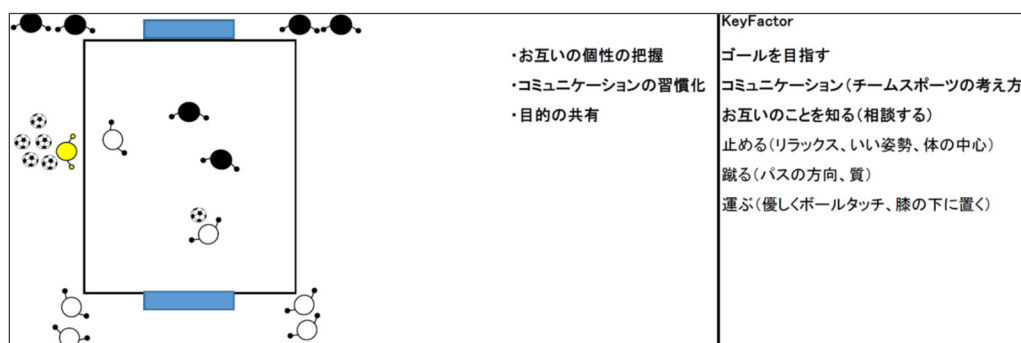 ・お互いの個性の把握
・コミュニケーションの習慣化
・目的の共有
KeyFactor
ゴールを目指す
コミュニケーション(チームスポーツの考え方
お互いのことを知る(相談する)
止める(リラックス、いい姿勢、体の中心)
蹴る(パスの方向、質)
運ぶ(優しくボールタッチ、膝の下に置く)